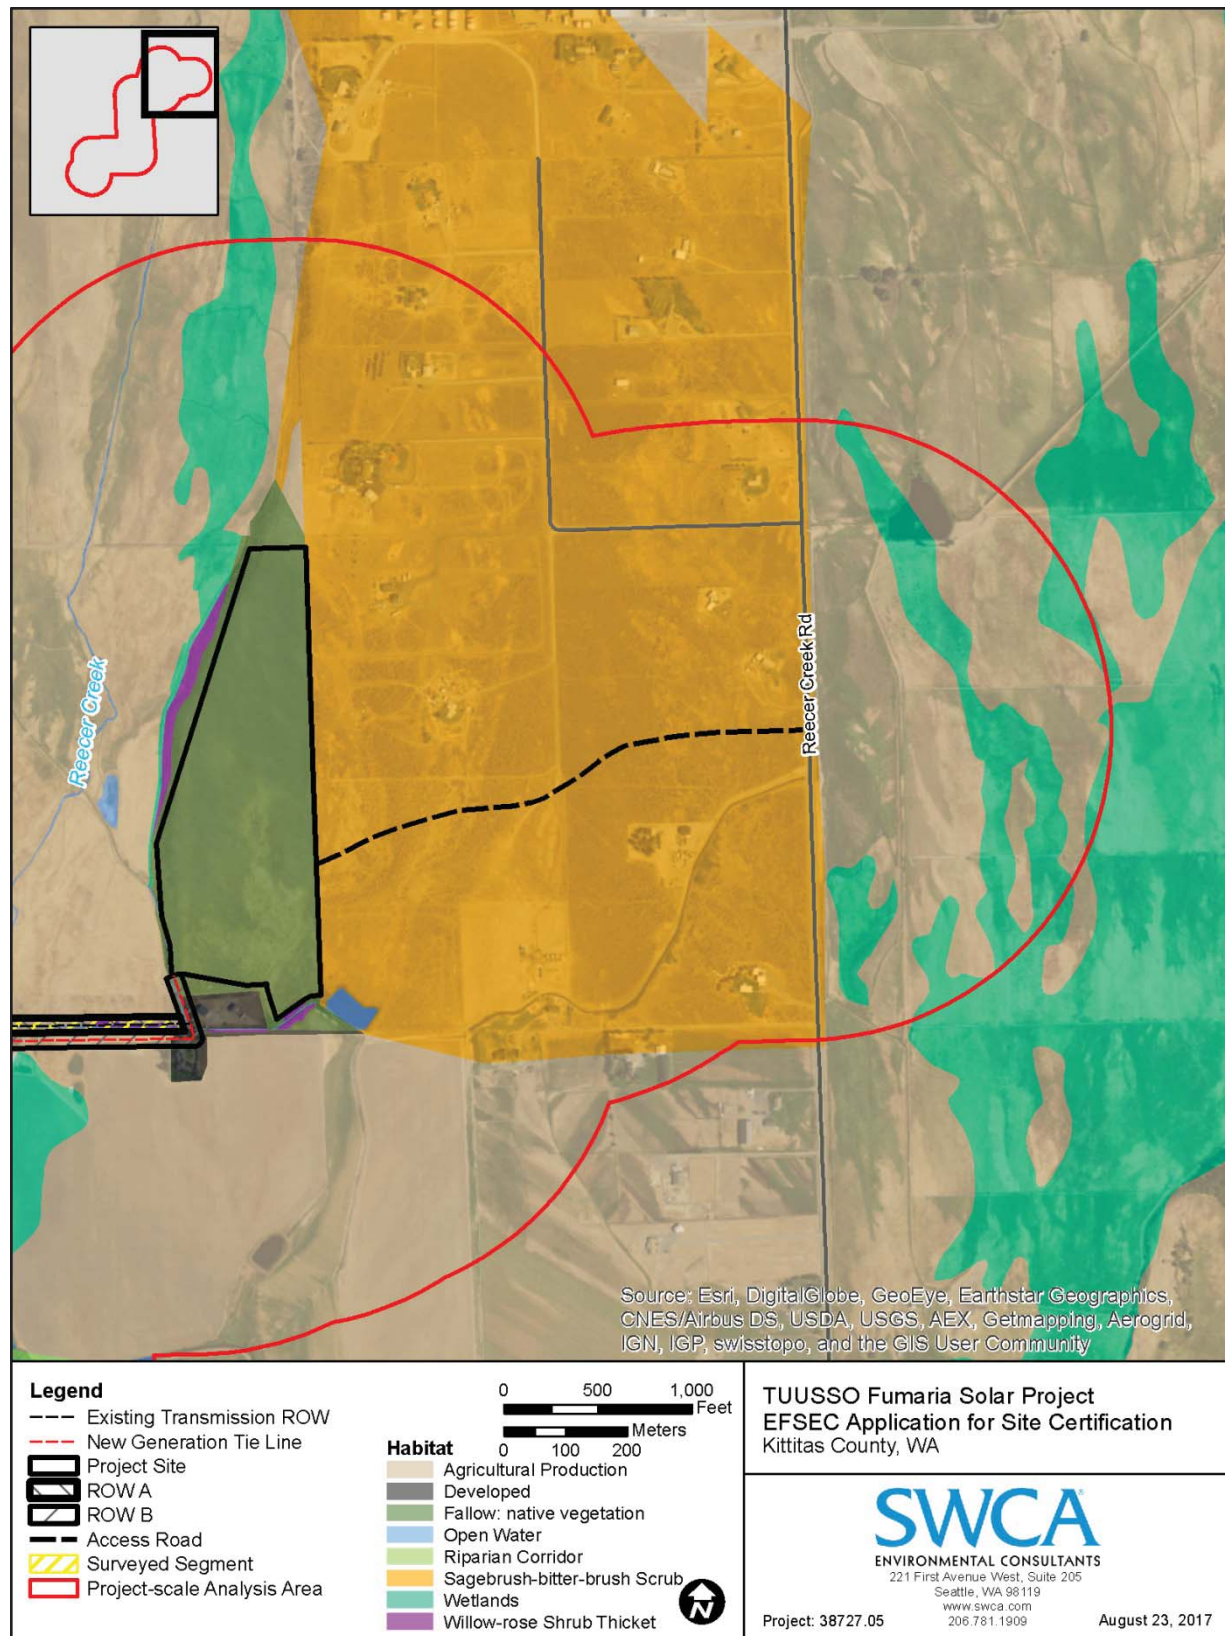 Reecer Creek
Reecer Creek Rd
Source: Esri, DigitalGlobe, GeoEye, Earthstar Geographics,
CNES/Airbus DS, USDA, USGS, AEX, Getmapping, Aerogrid,
IGN, IGP, swisstopo, and the GIS User Community
Legend
Existing Transmission ROW
New Generation Tie Line
Project Site
ROW A
ROW B
Access Road
Surveyed Segment
Project-scale Analysis Area
0 500 1,000
Feet
Meters
0 100 200
Habitat
Agricultural Production
Developed
Fallow: native vegetation
Open Water
Riparian Corridor
Sagebrush-bitter-brush Scrub
Wetlands
Willow-rose Shrub Thicket
N
TUUSSO Fumaria Solar Project
EFSEC Application for Site Certification
Kittitas County, WA
SWCA
ENVIRONMENTAL CONSULTANTS
221 First Avenue West, Suite 205
Seattle, WA 98119
www.swca.com
206.781.1909
Project: 38727.05
August 23, 2017